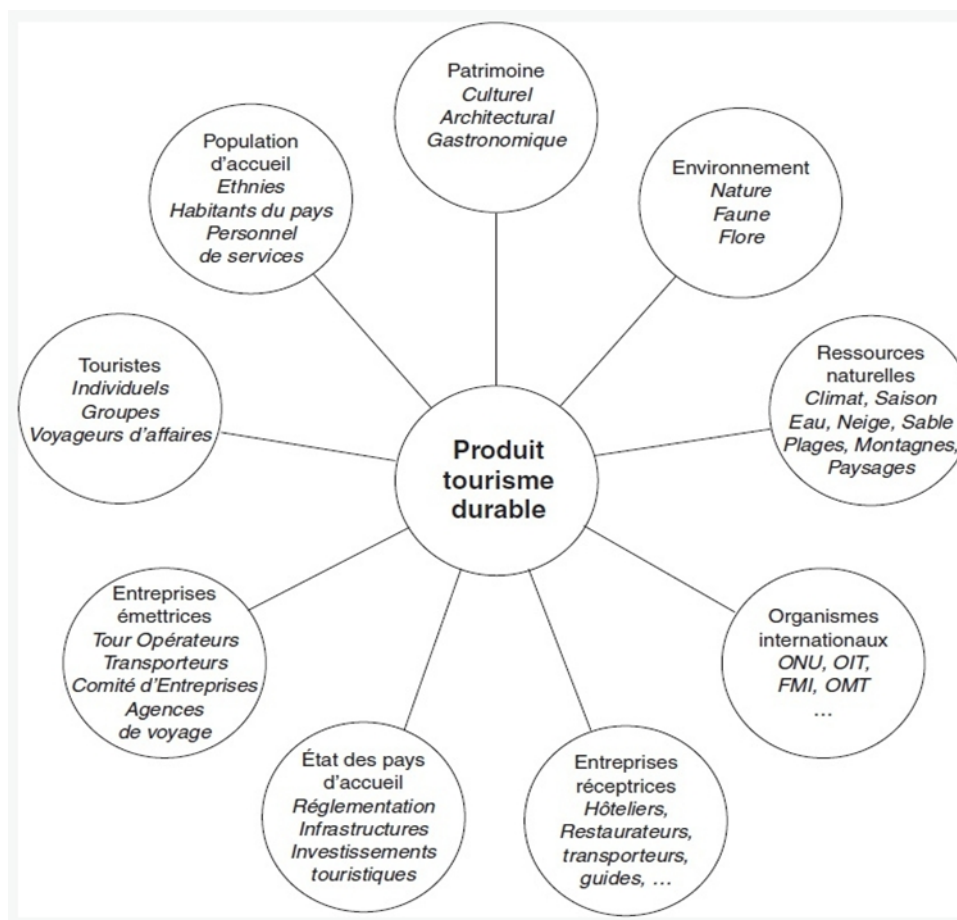 Patrimoine
Culturel
Architectural
Gastronomique
Population
d'accueil
Ethnies
Habitants du pays
Personnel
de services
Environnement
Nature
Faune
Flore
Touristes
Individuels
Groupes
Voyageurs d'affaires
Ressources
naturelles
Climat, Saison
Eau, Neige, Sable
Plages, Montagnes,
Paysages
Produit
tourisme
durable
Entreprises
émettrices
Tour Opérateurs
Transporteurs
Comité d'Entreprises
Agences
de voyage
Organismes
internationaux
ONU, OIT,
FMI, OMT
...
État des pays
d'accueil
Réglementation
Infrastructures
Investissements
touristiques
Entreprises
réceptrices
Hôteliers,
Restaurateurs,
transporteurs,
guides, ...